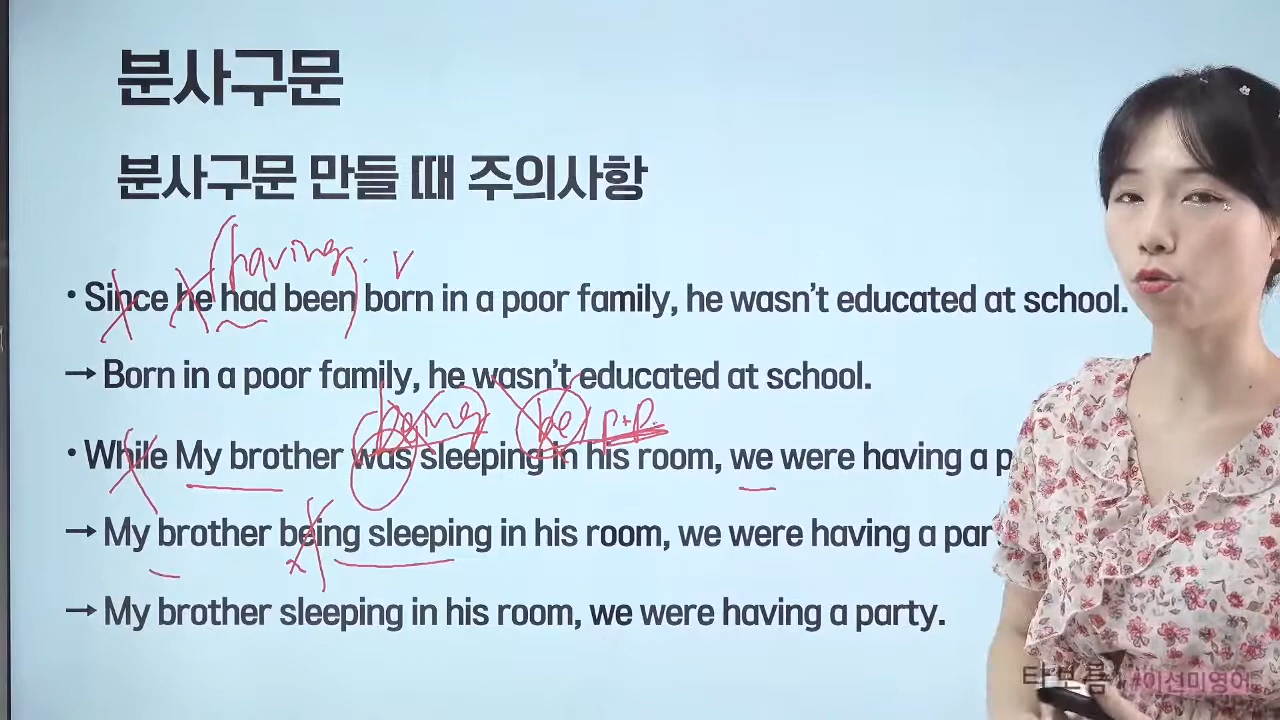 분사구문
분사구문 만들 때 주의사항
(having). v
• Since he had been born in a poor family, he wasn't educated at school.
→ Born in a poor family, he wasn't educated at school.
being be p.p.
• While My brother was sleeping in his room, we were having a p
→ My brother being sleeping in his room, we were having a par
→ My brother sleeping in his room, we were having a party.
타보름 #이선미영어